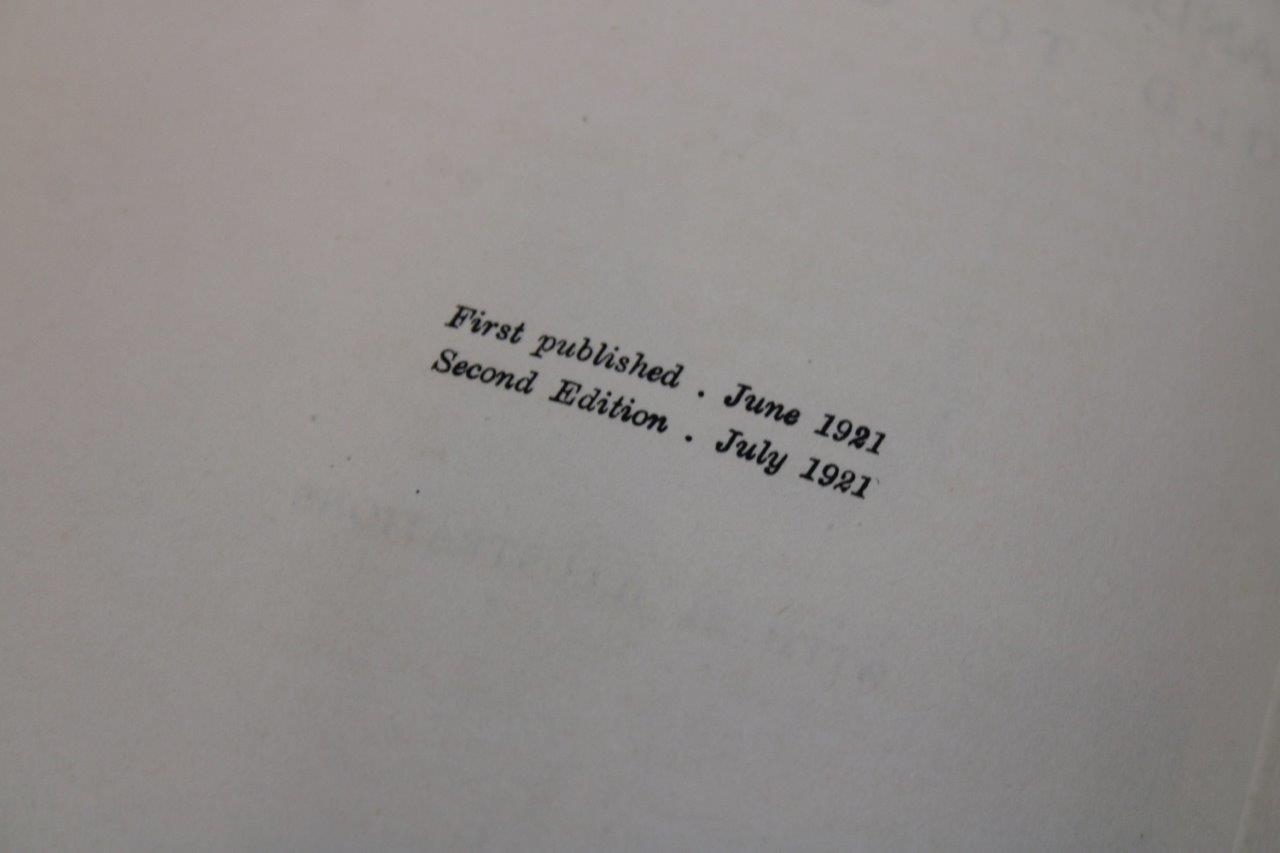 First published . June 1921
Second Edition . July 1921